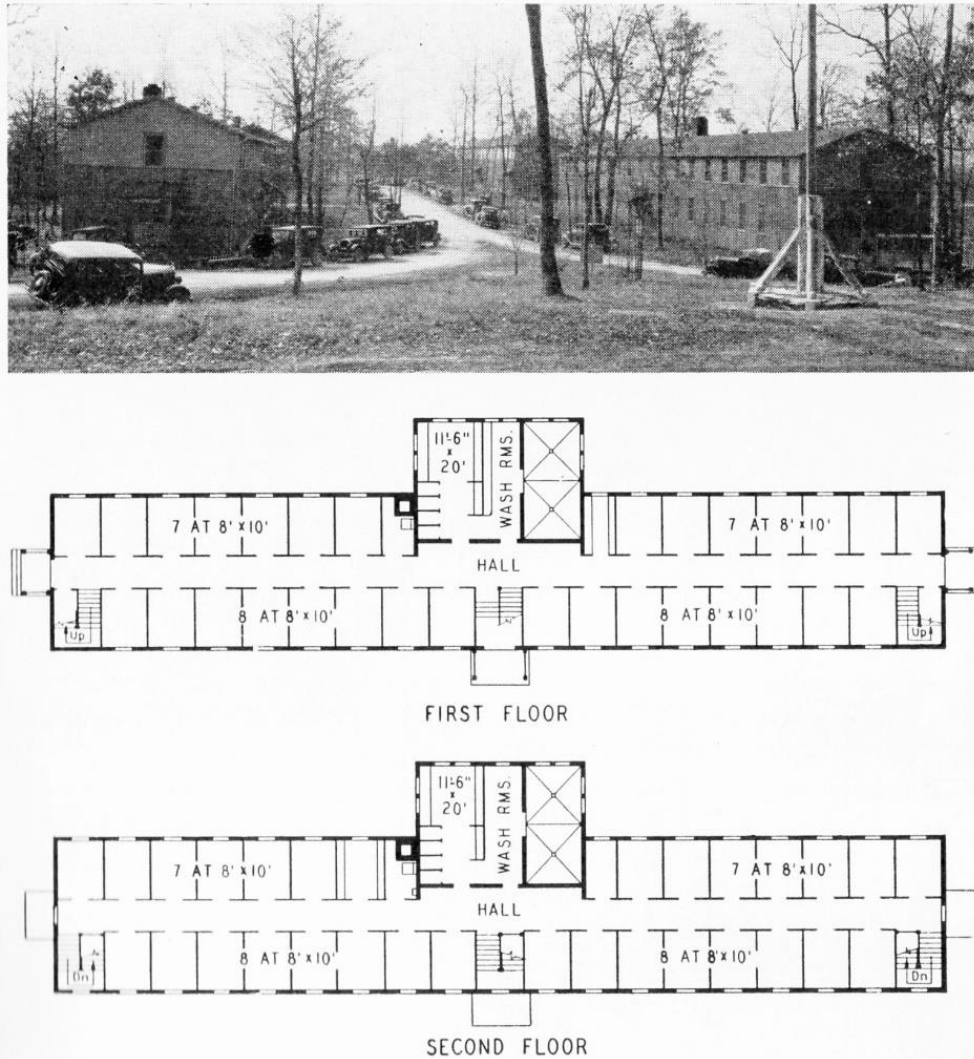 11'-6"
x
20'
WASH RMS.
7 AT 8' x 10'
7 AT 8' x 10'
HALL
8 AT 8' x 10'
8 AT 8' x 10'
Up
Up
FIRST FLOOR
11'-6"
x
20'
WASH RMS.
7 AT 8' x 10'
7 AT 8' x 10'
HALL
8 AT 8' x 10'
8 AT 8' x 10'
Dn
Dn
SECOND FLOOR